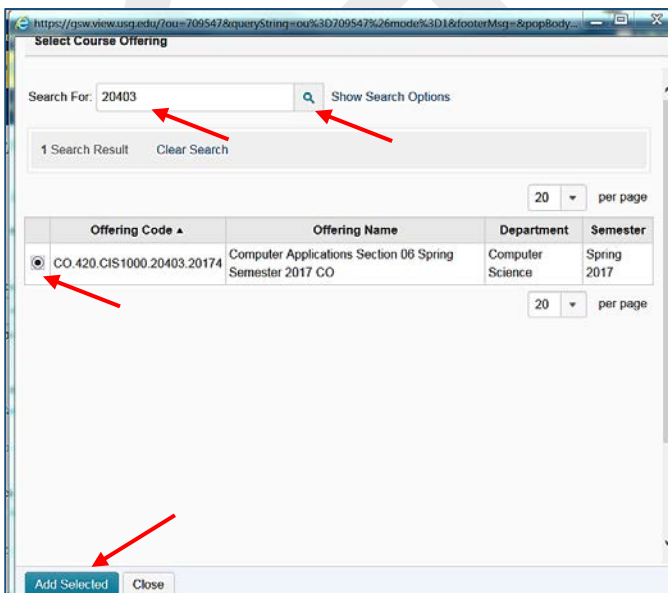 https://gsw.view.usg.edu/?ou=709547&queryString=ou%3D709547%26mode%3D1&footerMsg=&popBody...
Select Course Offering
Search For: 20403 Show Search Options
1 Search Result Clear Search
20 per page
Offering Code ▲ Offering Name Department Semester
CO.420.CIS1000.20403.20174 Computer Applications Section 06 Spring Semester 2017 CO Computer Science Spring 2017
20 per page
Add Selected Close